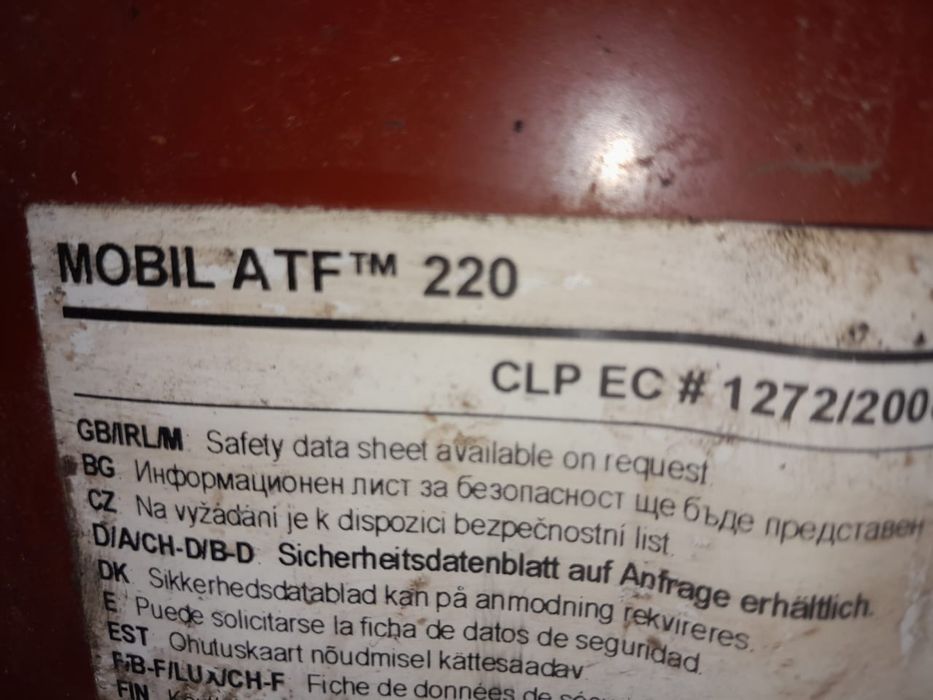 MOBIL ATF™ 220
CLP EC # 1272/200
GB/IRL/M Safety data sheet available on request.
BG Информационен лист за безопасност ще бъде представен
CZ Na vyžádání je k dispozici bezpečnostní list.
D/A/CH-D/B-D Sicherheitsdatenblatt auf Anfrage erhältlich.
DK Sikkerhedsdatablad kan på anmodning rekvireres.
E Puede solicitarse la ficha de datos de seguridad.
EST Ohutuskaart nõudmisel kättesaadav
F/B-F/LUX/CH-F Fiche de données de
FIN